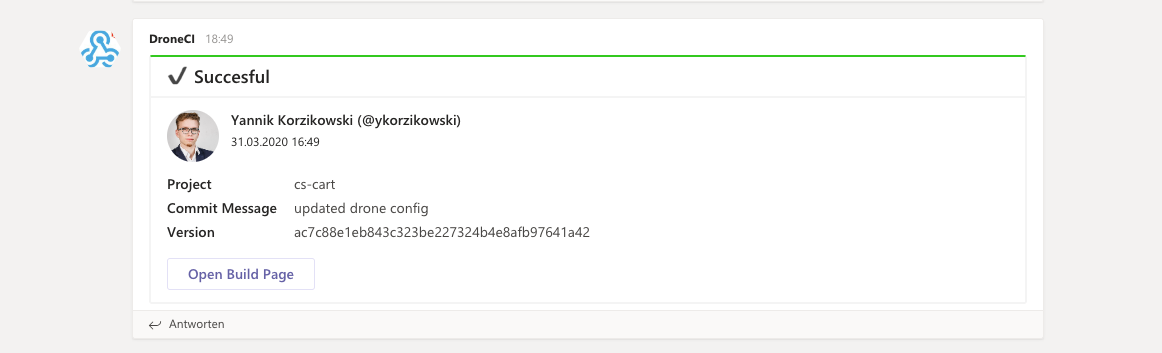 DroneCI 18:49
✔ Succesful
Yannik Korzikowski (@ykorzikowski)
31.03.2020 16:49
Project cs-cart
Commit Message updated drone config
Version ac7c88e1eb843c323be227324b4e8afb97641a42
Open Build Page
Antworten